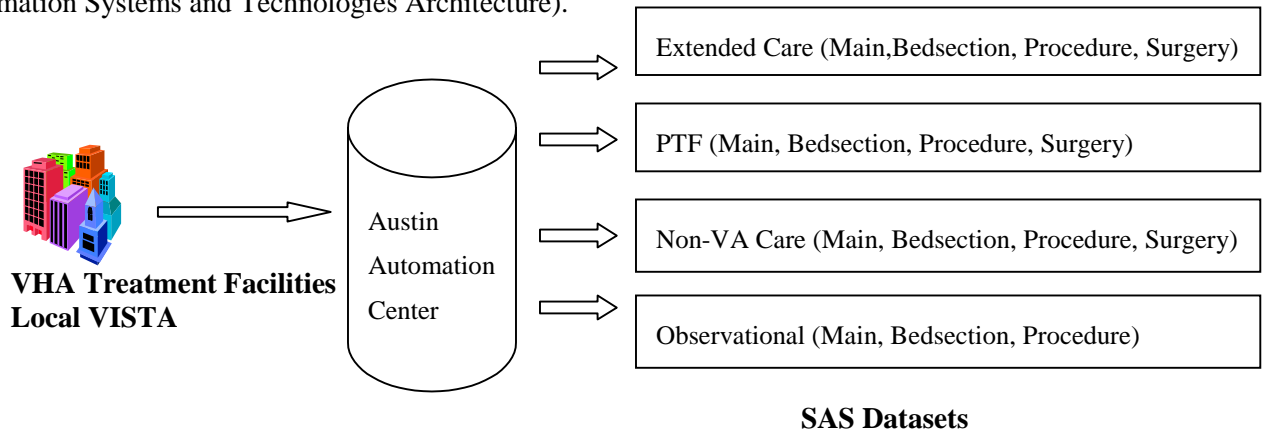 mation Systems and Technologies Architecture).
Extended Care (Main,Bedsection, Procedure, Surgery)
PTF (Main, Bedsection, Procedure, Surgery)
Austin
Automation
Center
Non-VA Care (Main, Bedsection, Procedure, Surgery)
VHA Treatment Facilities
Local VISTA
Observational (Main, Bedsection, Procedure)
SAS Datasets